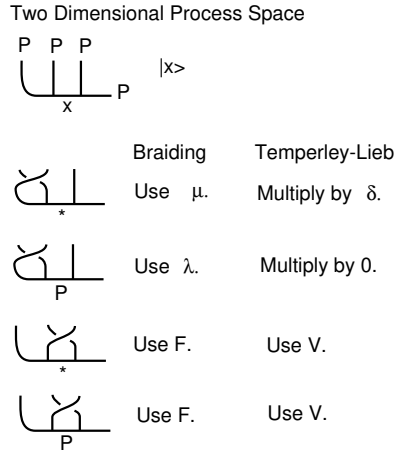 Two Dimensional Process Space
P P P
P
x
|x>
Braiding Temperley-Lieb
Use μ. Multiply by δ.
*
Use λ. Multiply by 0.
P
Use F. Use V.
*
Use F. Use V.
P